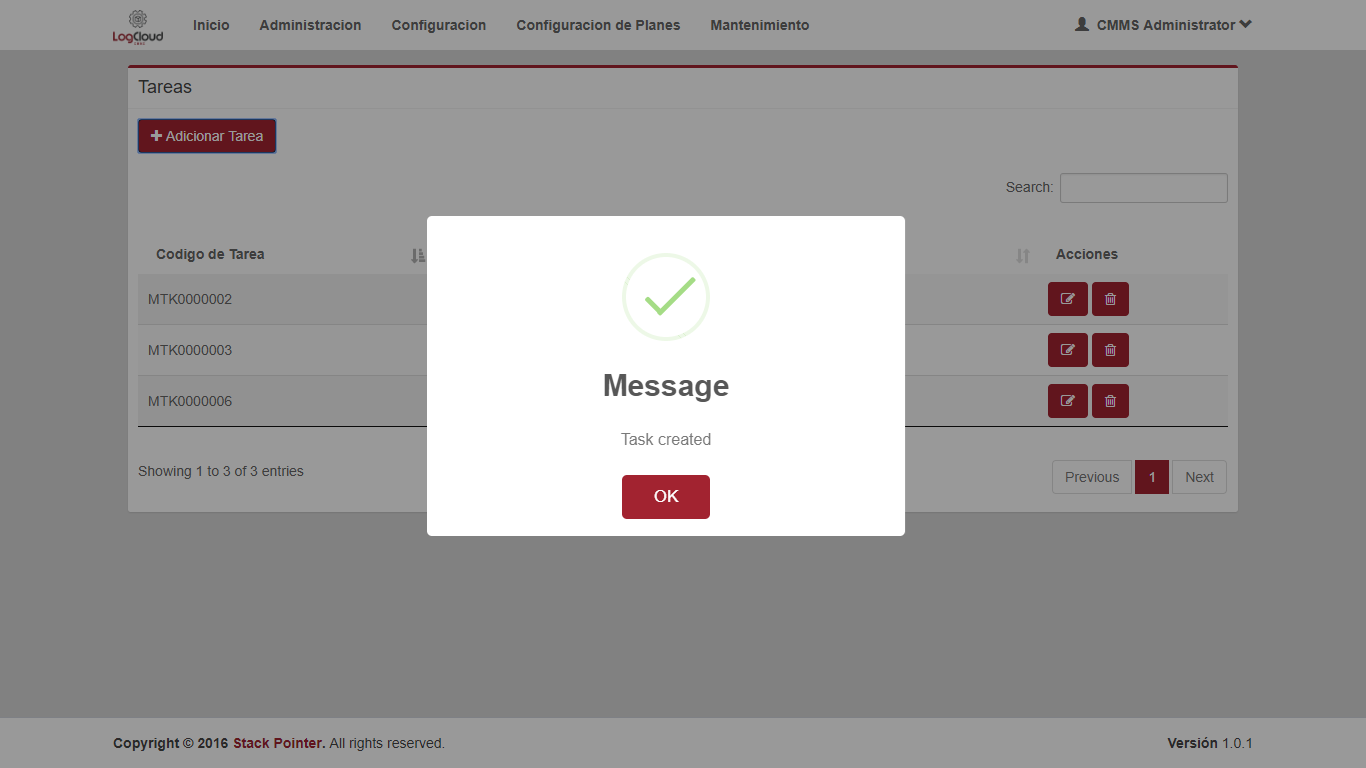 LogCloud
Inicio Administracion Configuracion Configuracion de Planes Mantenimiento CMMS Administrator
Tareas
Adicionar Tarea
Search:
Codigo de Tarea Acciones
MTK0000002
MTK0000003
MTK0000006
Message
Task created
OK
Showing 1 to 3 of 3 entries
Previous 1 Next
Copyright © 2016 Stack Pointer. All rights reserved. Versión 1.0.1